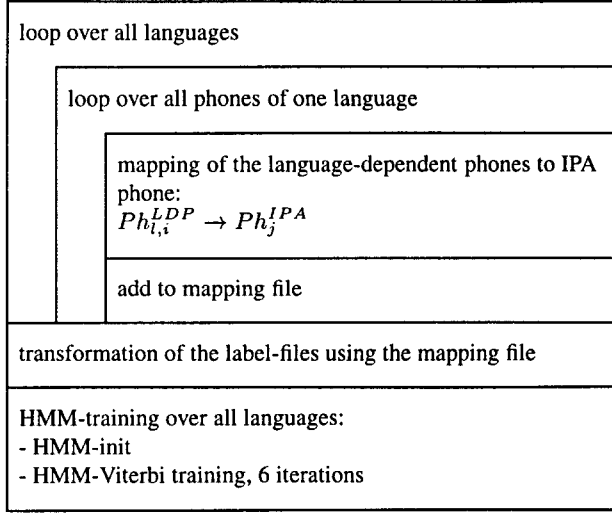 loop over all languages
loop over all phones of one language
mapping of the language-dependent phones to IPA
phone:
$Ph_{l,i}^{LDP} \rightarrow Ph_{j}^{IPA}$
add to mapping file
transformation of the label-files using the mapping file
HMM-training over all languages:
- HMM-init
- HMM-Viterbi training, 6 iterations